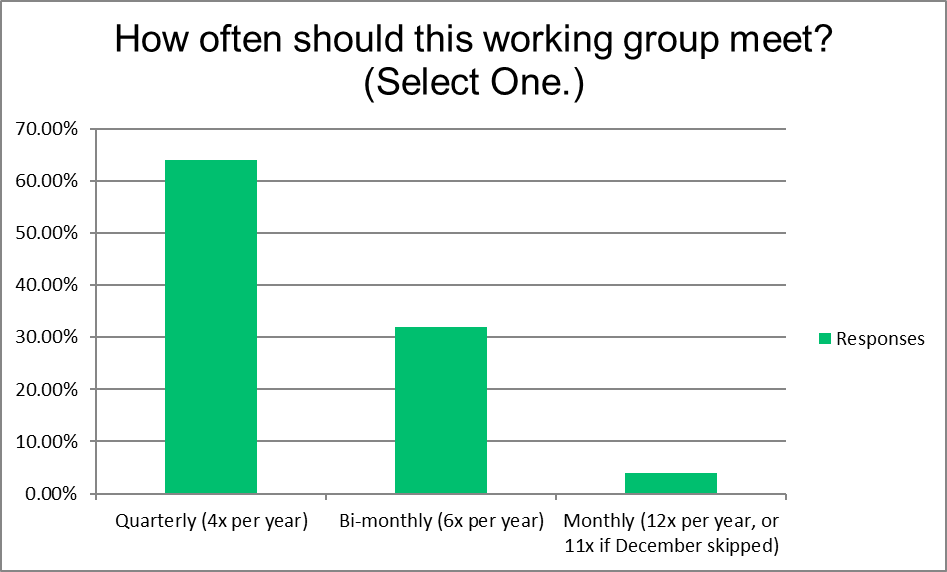 How often should this working group meet?
(Select One.)
70.00%
60.00%
50.00%
40.00%
30.00%
20.00%
10.00%
0.00%
Quarterly (4x per year)
Bi-monthly (6x per year)
Monthly (12x per year, or
11x if December skipped)
Responses